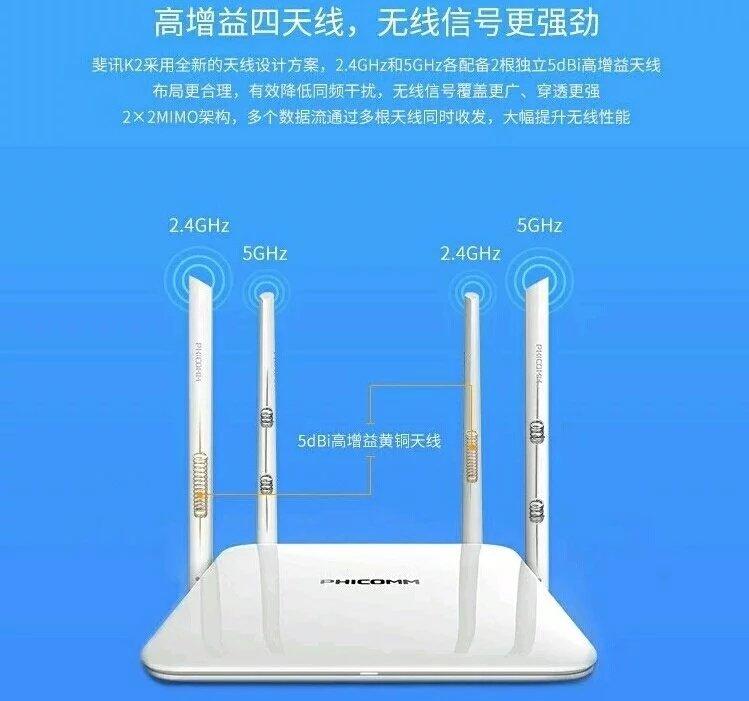 高增益四天线，无线信号更强劲
斐讯K2采用全新的天线设计方案，2.4GHz和5GHz各配备2根独立5dBi高增益天线
布局更合理，有效降低同频干扰，无线信号覆盖更广、穿透更强
2×2MIMO架构，多个数据流通过多根天线同时收发，大幅提升无线性能
2.4GHz
5GHz
2.4GHz
5GHz
PHICOMM
PHICOMM
5dBi高增益黄铜天线
PHICOMM